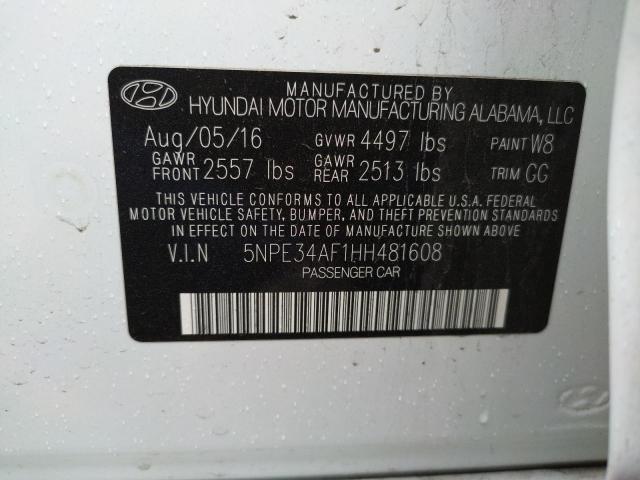 MANUFACTURED BY
HYUNDAI MOTOR MANUFACTURING ALABAMA, LLC
Aug/05/16 GVWR 4497 lbs PAINT W8
GAWR FRONT 2557 lbs GAWR REAR 2513 lbs TRIM GG
THIS VEHICLE CONFORMS TO ALL APPLICABLE U.S.A. FEDERAL
MOTOR VEHICLE SAFETY, BUMPER, AND THEFT PREVENTION STANDARDS
IN EFFECT ON THE DATE OF MANUFACTURE SHOWN ABOVE.
V.I.N 5NPE34AF1HH481608
PASSENGER CAR